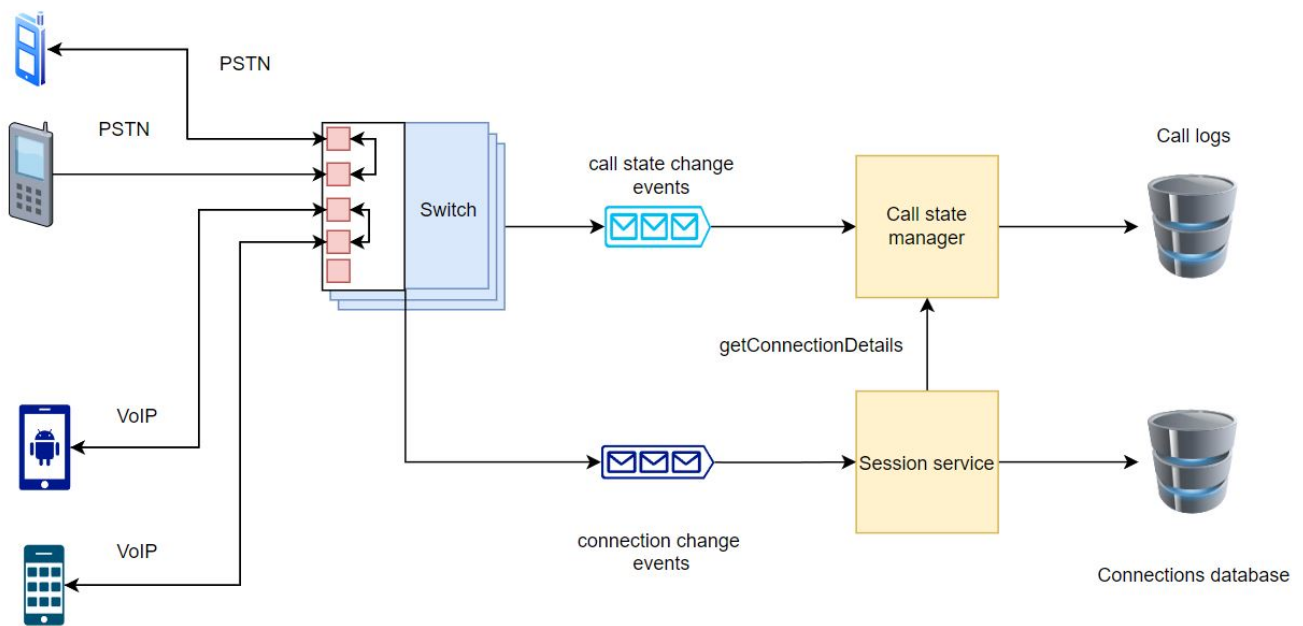 PSTN
PSTN
Switch
call state change
events
Call state
manager
Call logs
getConnectionDetails
VoIP
Session service
connection change
events
VoIP
Connections database